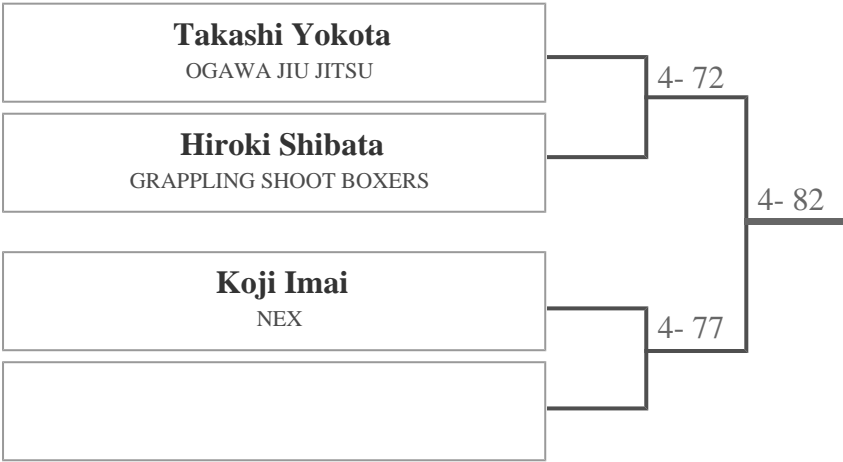 Takashi Yokota
OGAWA JIU JITSU
4- 72
Hiroki Shibata
GRAPPLING SHOOT BOXERS
4- 82
Koji Imai
NEX
4- 77